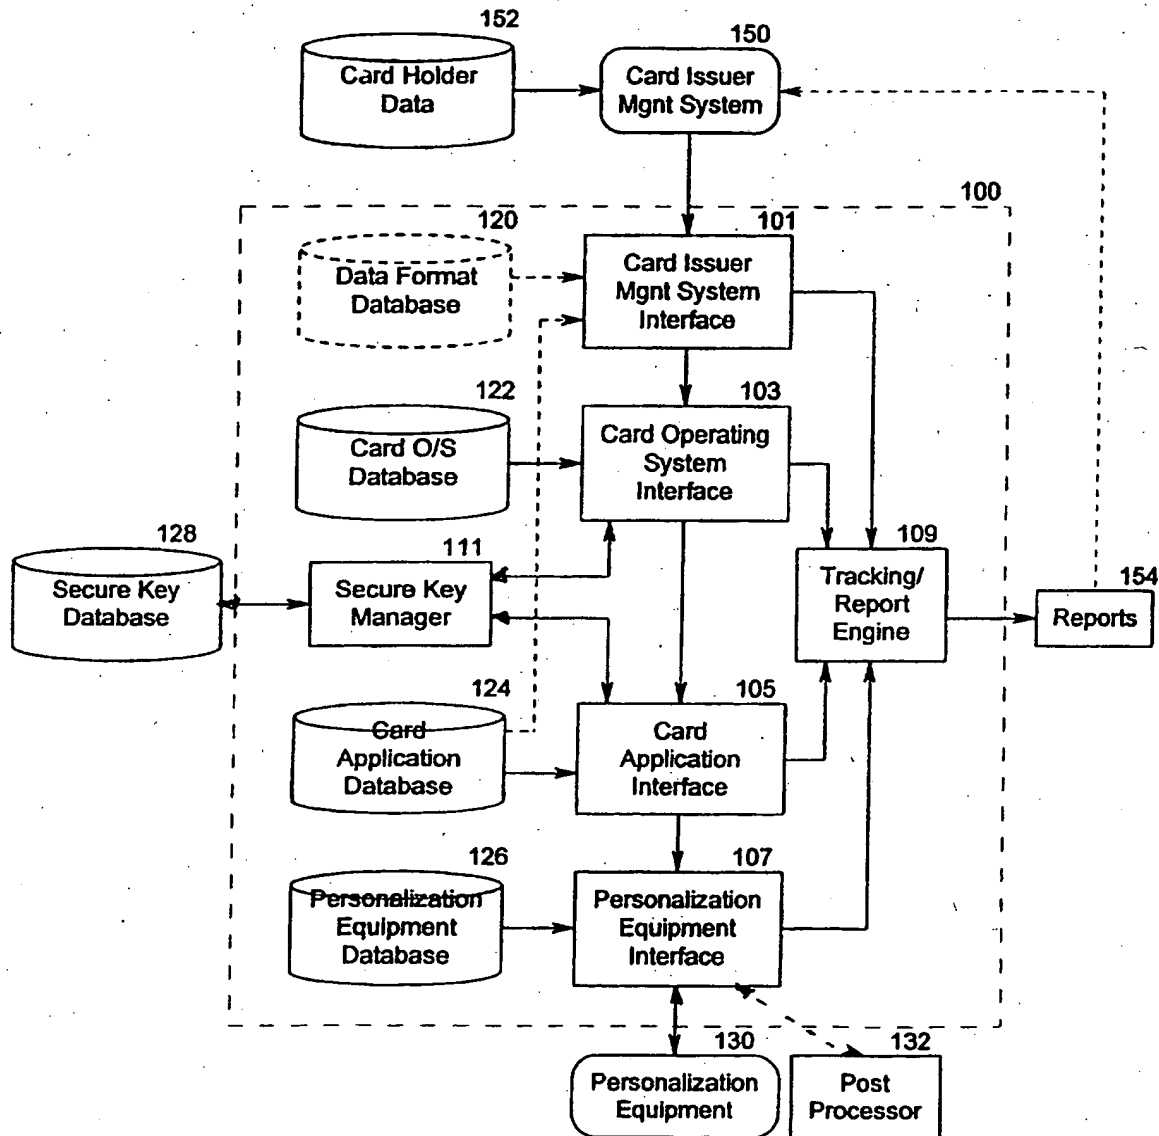 152
Card Holder
Data
150
Card Issuer
Mgnt System
100
120
Data Format
Database
101
Card Issuer
Mgnt System
Interface
122
Card O/S
Database
103
Card Operating
System
Interface
128
Secure Key
Database
111
Secure Key
Manager
109
Tracking/
Report
Engine
154
Reports
124
Card
Application
Database
105
Card
Application
Interface
126
Personalization
Equipment
Database
107
Personalization
Equipment
Interface
130
Personalization
Equipment
132
Post
Processor